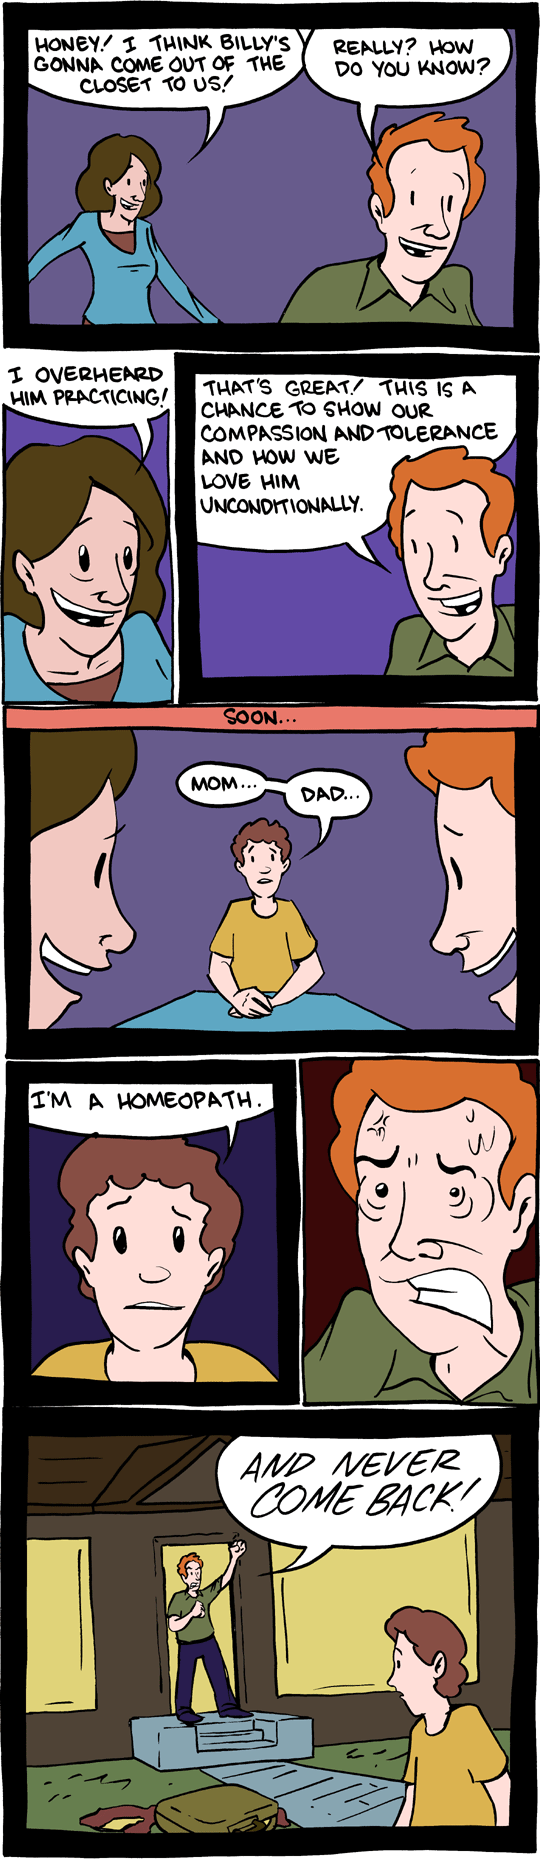 HONEY! I THINK BILLY'S
GONNA COME OUT OF THE
CLOSET TO US!
REALLY? HOW
DO YOU KNOW?
I OVERHEARD
HIM PRACTICING!
THAT'S GREAT! THIS IS A
CHANCE TO SHOW OUR
COMPASSION AND TOLERANCE
AND HOW WE
LOVE HIM
UNCONDITIONALLY.
SOON...
MOM...
DAD...
I'M A HOMEOPATH.
AND NEVER
COME BACK!